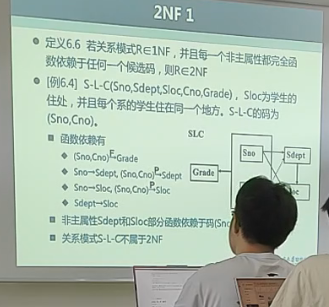 2NF 1
定义6.6 若关系模式R∈1NF，并且每一个非主属性都完全函
数依赖于任何一个候选码，则R∈2NF
[例6.4] S-L-C(Sno,Sdept,Sloc,Cno,Grade)，Sloc为学生的
住处，并且每个系的学生住在同一个地方。S-L-C的码为
(Sno,Cno)。
函数依赖有
SLC
(Sno,Cno)F→Grade
Sno→Sdept, (Sno,Cno)P→Sdept
Sno→Sloc, (Sno,Cno)P→Sloc
Sdept→Sloc
Grade
Sno
Sdept
非主属性Sdept和Sloc部分函数依赖于码(Sno
关系模式S-L-C不属于2NF